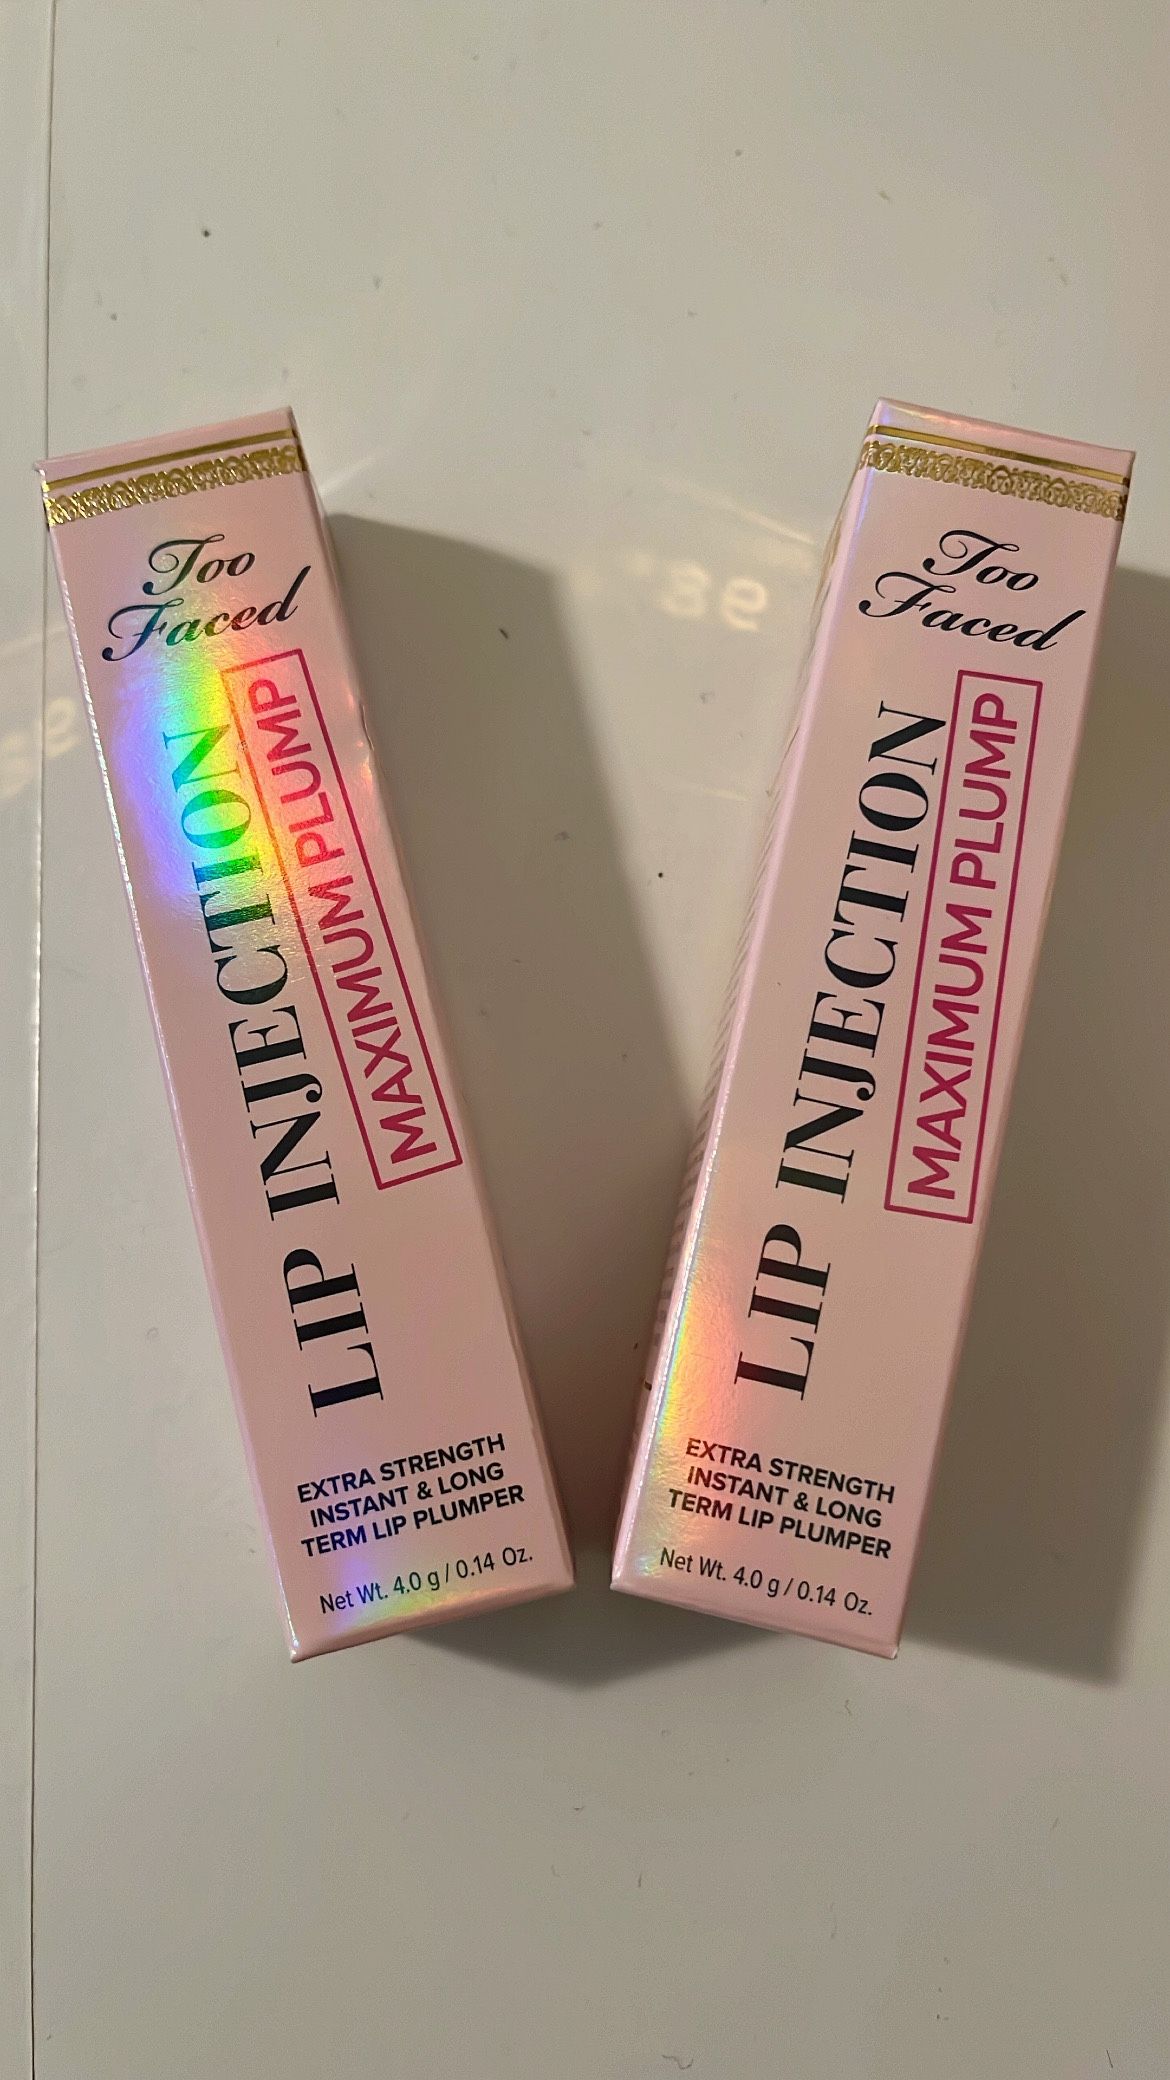 Too
Faced
LIP INJECTION
MAXIMUM PLUMP
EXTRA STRENGTH
INSTANT & LONG
TERM LIP PLUMPER
Net Wt. 4.0 g / 0.14 Oz.
Too
Faced
LIP INJECTION
MAXIMUM PLUMP
EXTRA STRENGTH
INSTANT & LONG
TERM LIP PLUMPER
Net Wt. 4.0 g / 0.14 Oz.